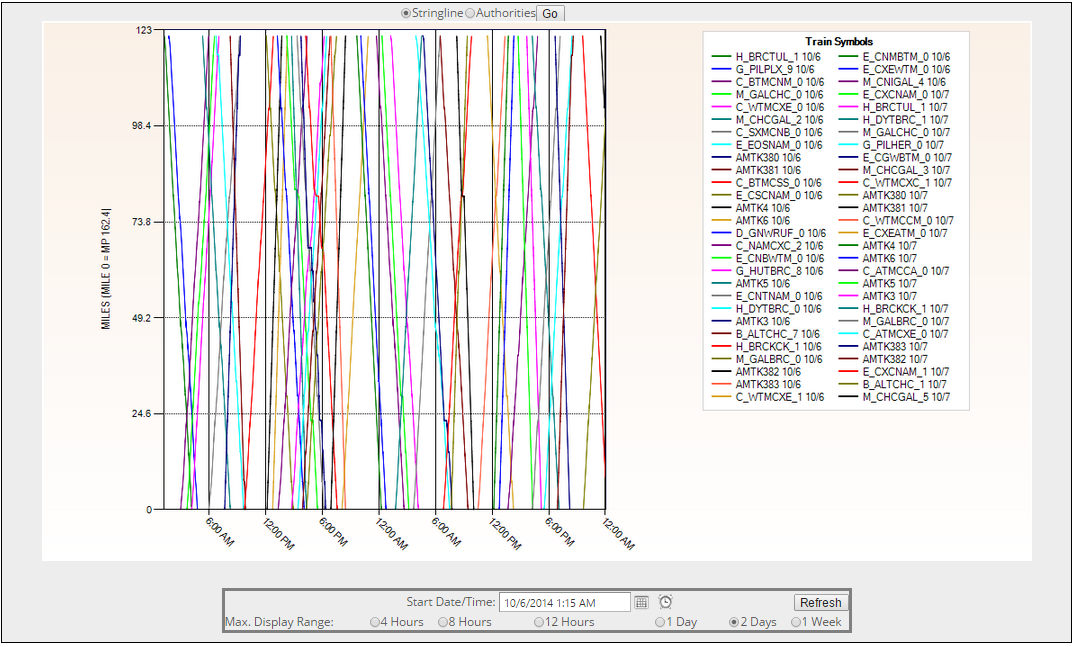 Stringline Authorities Go
Train Symbols
H_BRCTUL_1 10/6 E_CNMBTM_0 10/6
G_PILPLX_9 10/6 E_CXEWTM_0 10/6
C_BTMCNM_0 10/6 M_CNIGAL_4 10/6
M_GALCHC_0 10/6 E_CXCNAM_0 10/7
C_WTMCXE_0 10/6 H_BRCTUL_1 10/7
M_CHCGAL_2 10/6 H_DYTBRC_1 10/7
C_SXMCNB_0 10/6 M_GALCHC_0 10/7
E_EOSNAM_0 10/6 G_PILHER_0 10/7
AMTK380 10/6 E_CGWBTM_0 10/7
AMTK381 10/6 M_CHCGAL_3 10/7
C_BTMCSS_0 10/6 C_WTMCXC_1 10/7
E_CSCNAM_0 10/6 AMTK380 10/7
AMTK4 10/6 AMTK381 10/7
AMTK6 10/6 C_WTMCCM_0 10/7
D_GNWRUF_0 10/6 E_CXEATM_0 10/7
C_NAMCXC_2 10/6 AMTK4 10/7
E_CNBWTM_0 10/6 AMTK6 10/7
G_HUTBRC_8 10/6 C_ATMCCA_0 10/7
AMTK5 10/6 AMTK5 10/7
E_CNTNAM_0 10/6 AMTK3 10/7
H_DYTBRC_0 10/6 H_BRCKCK_1 10/7
AMTK3 10/6 M_GALBRC_0 10/7
B_ALTCHC_7 10/6 C_ATMCXE_0 10/7
H_BRCKCK_1 10/6 AMTK383 10/7
M_GALBRC_0 10/6 AMTK382 10/7
AMTK382 10/6 E_CXCNAM_1 10/7
AMTK383 10/6 B_ALTCHC_1 10/7
C_WTMCXE_1 10/6 M_CHCGAL_5 10/7
MILES (MILE 0 = MP 162.4)
123
98.4
73.8
49.2
24.6
0
6:00 AM 12:00 PM 6:00 PM 12:00 AM 6:00 AM 12:00 PM 6:00 PM 12:00 AM
Start Date/Time: 10/6/2014 1:15 AM Refresh
Max. Display Range: 4 Hours 8 Hours 12 Hours 1 Day 2 Days 1 Week